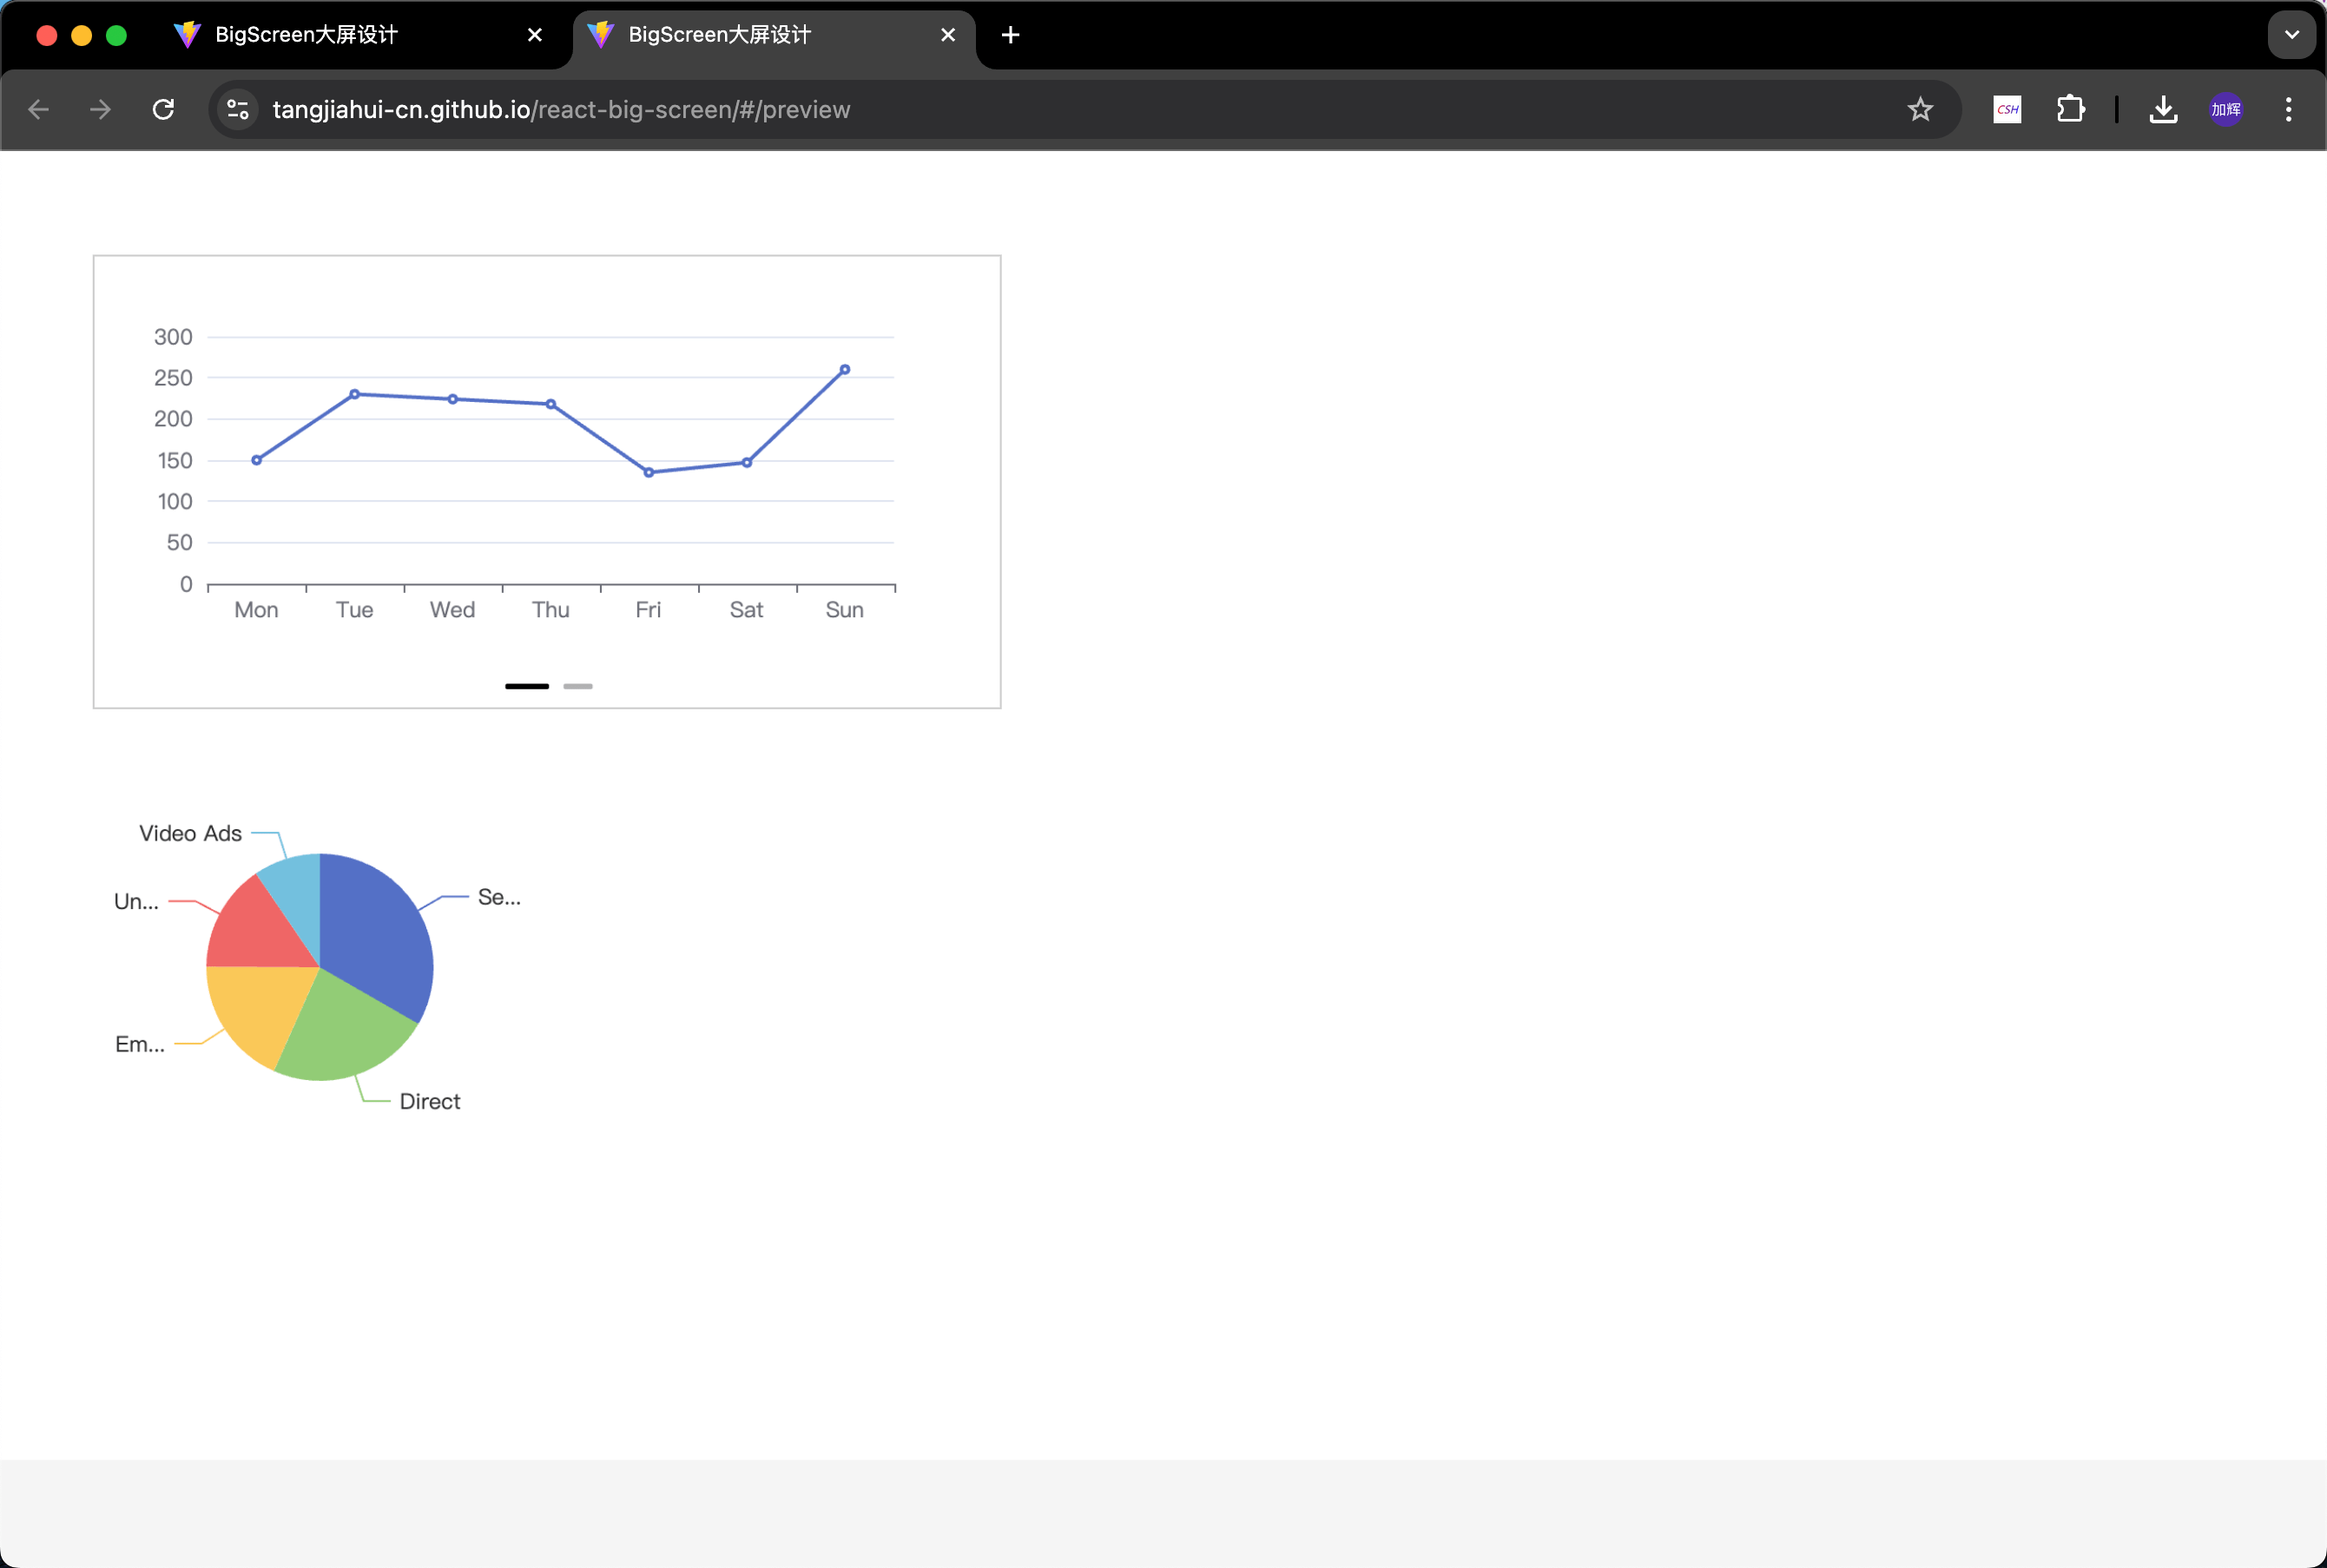 BigScreen大屏设计
BigScreen大屏设计
tangjiahui-cn.github.io/react-big-screen/#/preview
CSH
加辉
300
250
200
150
100
50
0
Mon Tue Wed Thu Fri Sat Sun
Video Ads
Un...
Se...
Em...
Direct